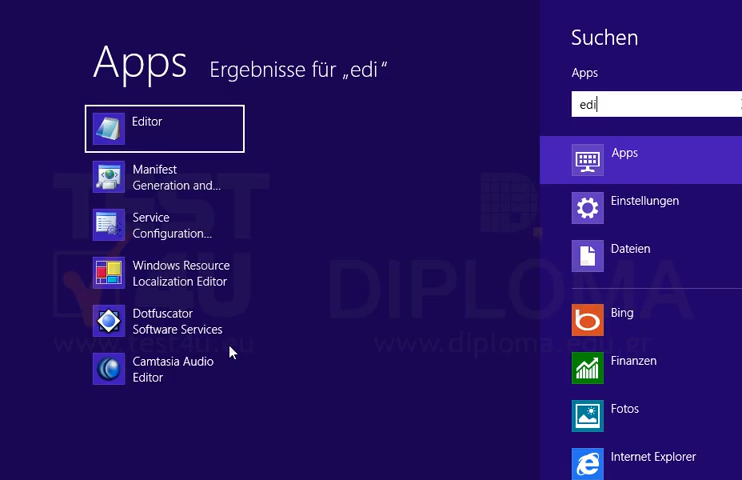 Apps Ergebnisse für „edi“
Editor
Manifest
Generation and...
Service
Configuration...
Windows Resource
Localization Editor
Dotfuscator
Software Services
Camtasia Audio
Editor
Suchen
Apps
edi
Apps
Einstellungen
Dateien
Bing
Finanzen
Fotos
Internet Explorer
TEST
4U
www.test4u.eu
D.
DIPLOMA
www.diploma.edu.gr